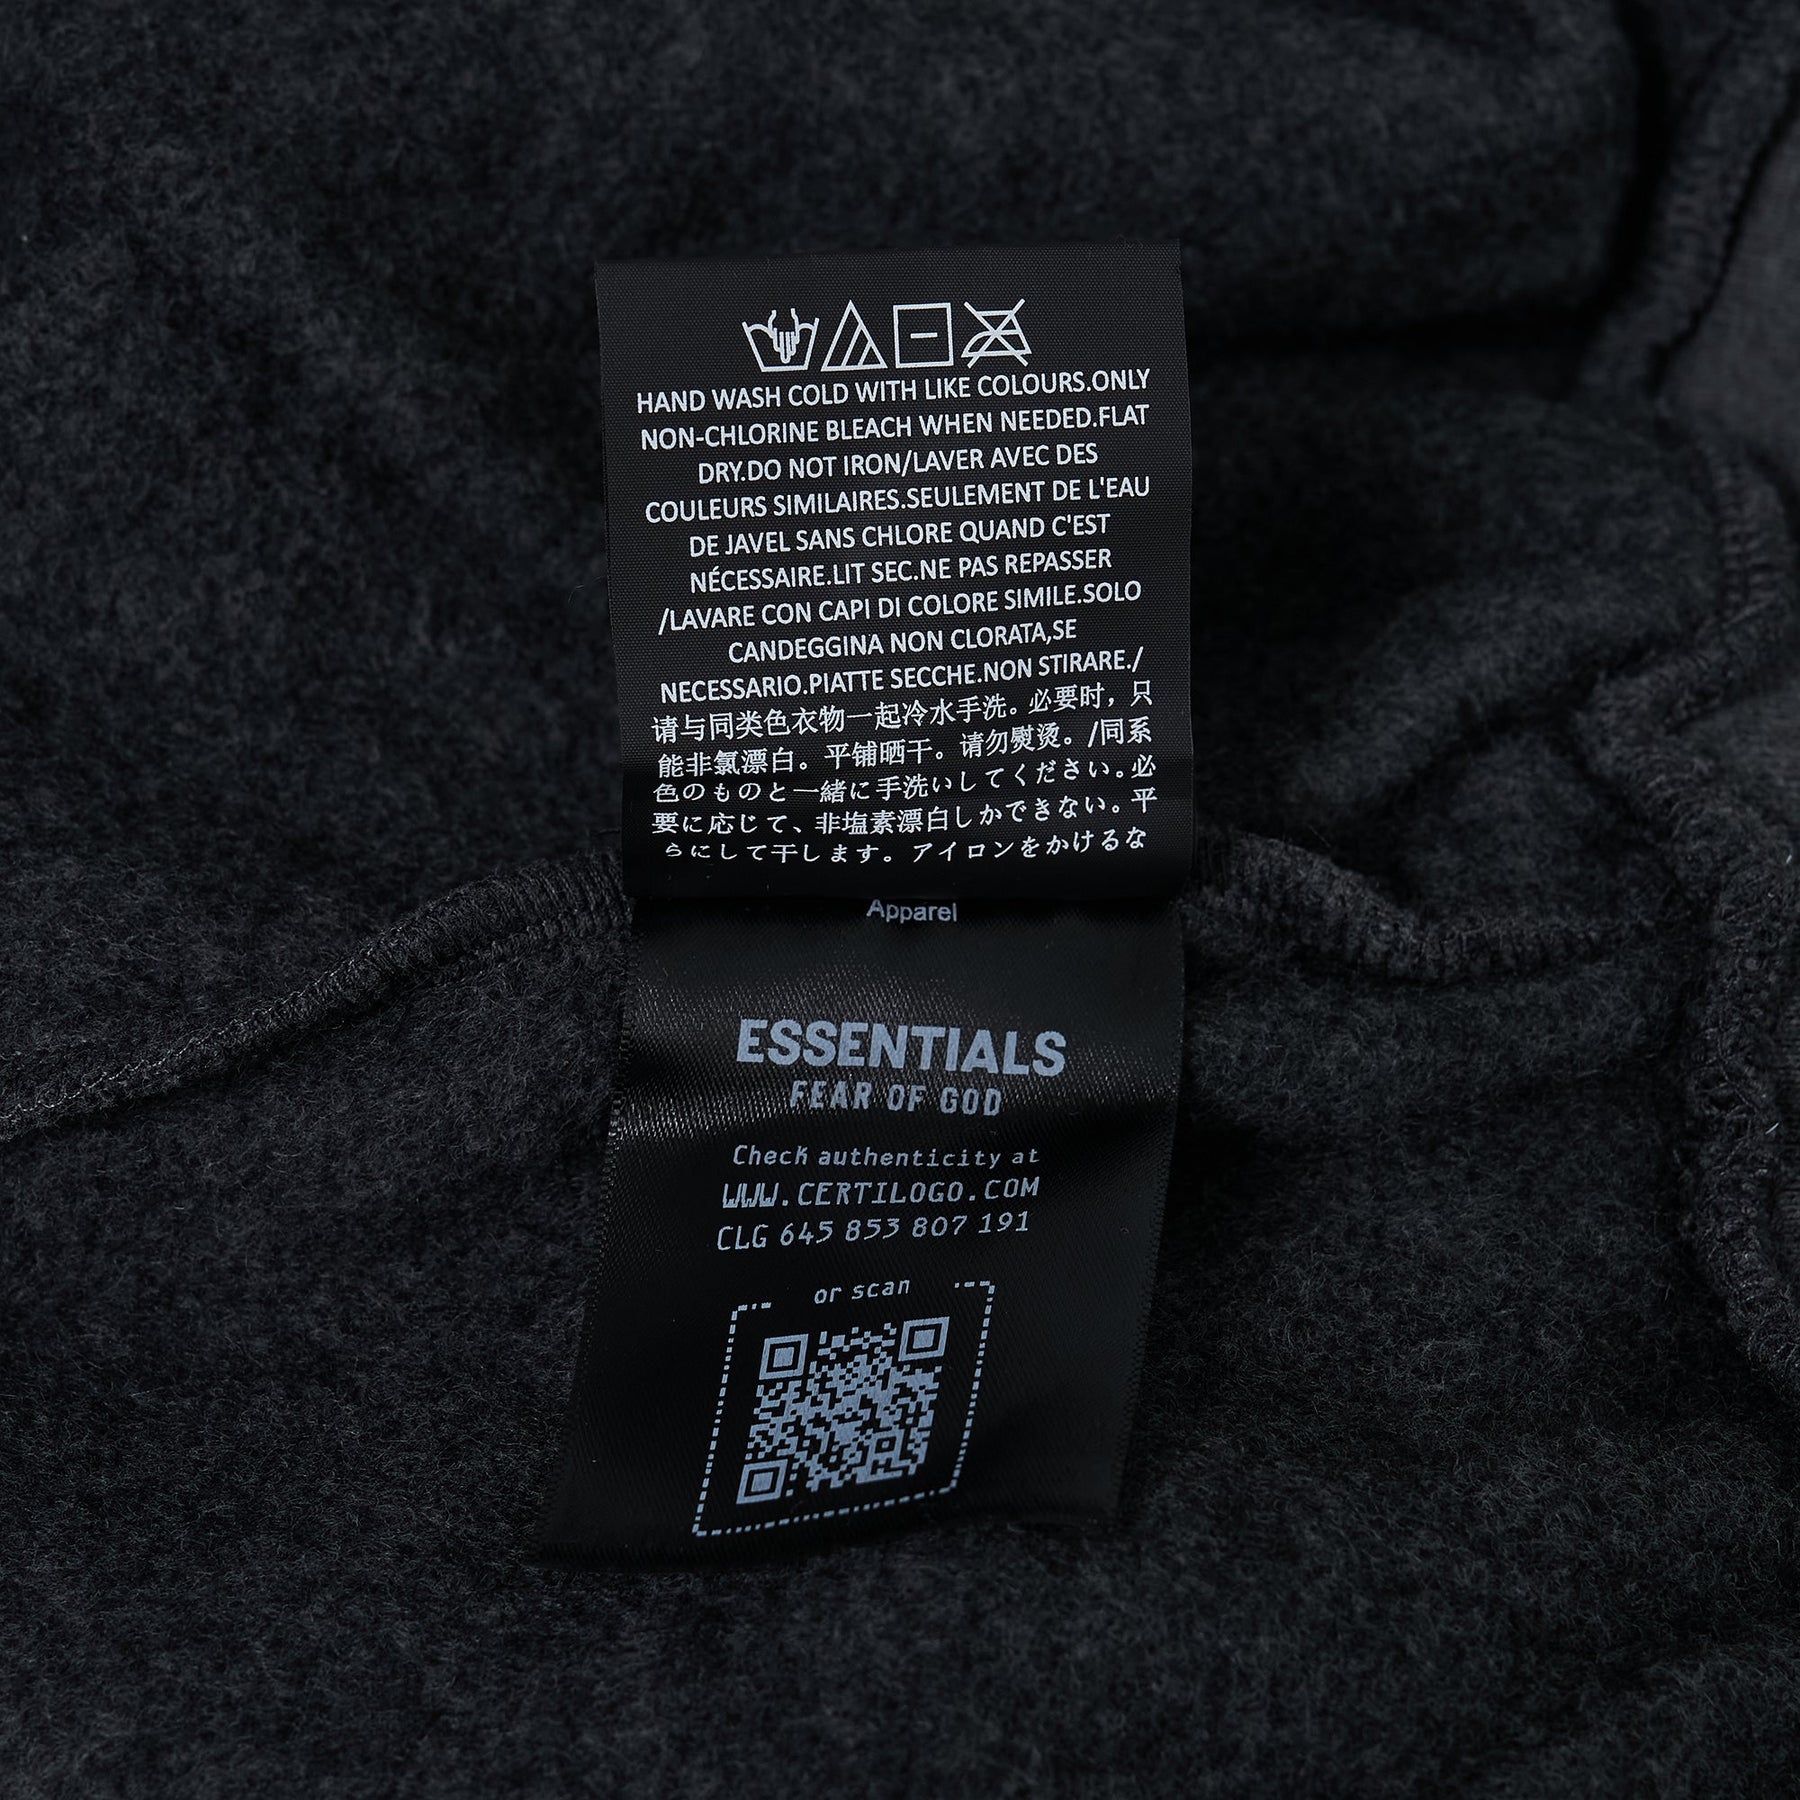 HAND WASH COLD WITH LIKE COLOURS.ONLY
NON-CHLORINE BLEACH WHEN NEEDED.FLAT
DRY.DO NOT IRON/LAVER AVEC DES
COULEURS SIMILAIRES.SEULEMENT DE L'EAU
DE JAVEL SANS CHLORE QUAND C'EST
NÉCESSAIRE.LIT SEC.NE PAS REPASSER
/LAVARE CON CAPI DI COLORE SIMILE.SOLO
CANDEGGINA NON CLORATA,SE
NECESSARIO.PIATTE SECCHE.NON STIRARE./
请与同类色衣物一起冷水手洗。必要时，只
能非氯漂白。平铺晒干。请勿熨烫。/同系
色のものと一緒に手洗いしてください。必
要に応じて、非塩素漂白しかできない。平
らにして干します。アイロンをかけるな
Apparel
ESSENTIALS
FEAR OF GOD
Check authenticity at
WWW.CERTILOGO.COM
CLG 645 853 807 191
or scan